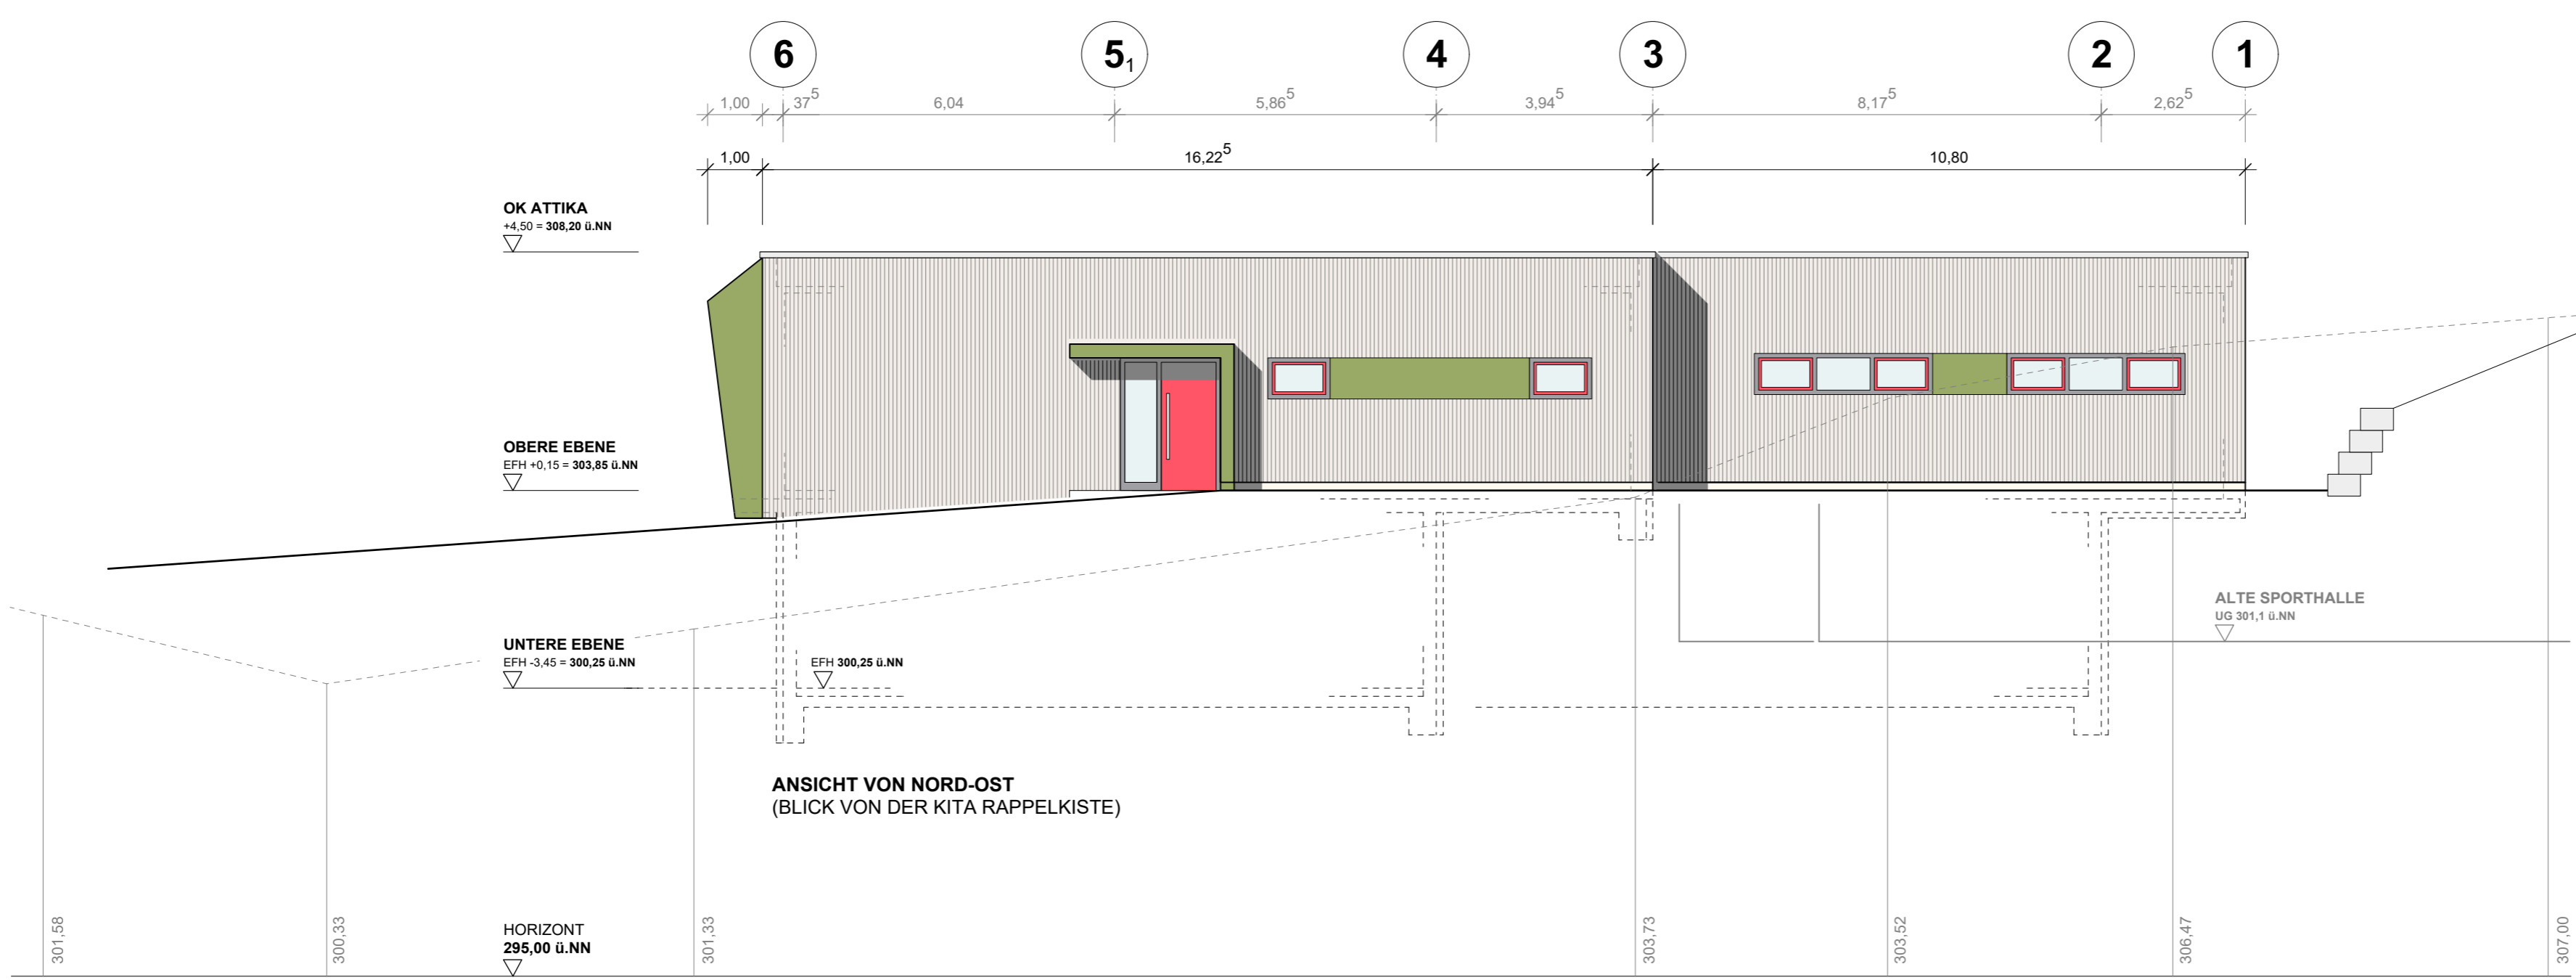 6 5₁ 4 3 2 1
1,00 37⁵ 6,04 5,86⁵ 3,94⁵ 8,17⁵ 2,62⁵
1,00 16,22⁵ 10,80
OK ATTIKA
+4,50 = 308,20 ü.NN
OBERE EBENE
EFH +0,15 = 303,85 ü.NN
ALTE SPORTHALLE
UG 301,1 ü.NN
UNTERE EBENE
EFH -3,45 = 300,25 ü.NN
EFH 300,25 ü.NN
ANSICHT VON NORD-OST
(BLICK VON DER KITA RAPPELKISTE)
HORIZONT
295,00 ü.NN
301,58
300,33
301,33
303,73
303,52
306,47
307,00